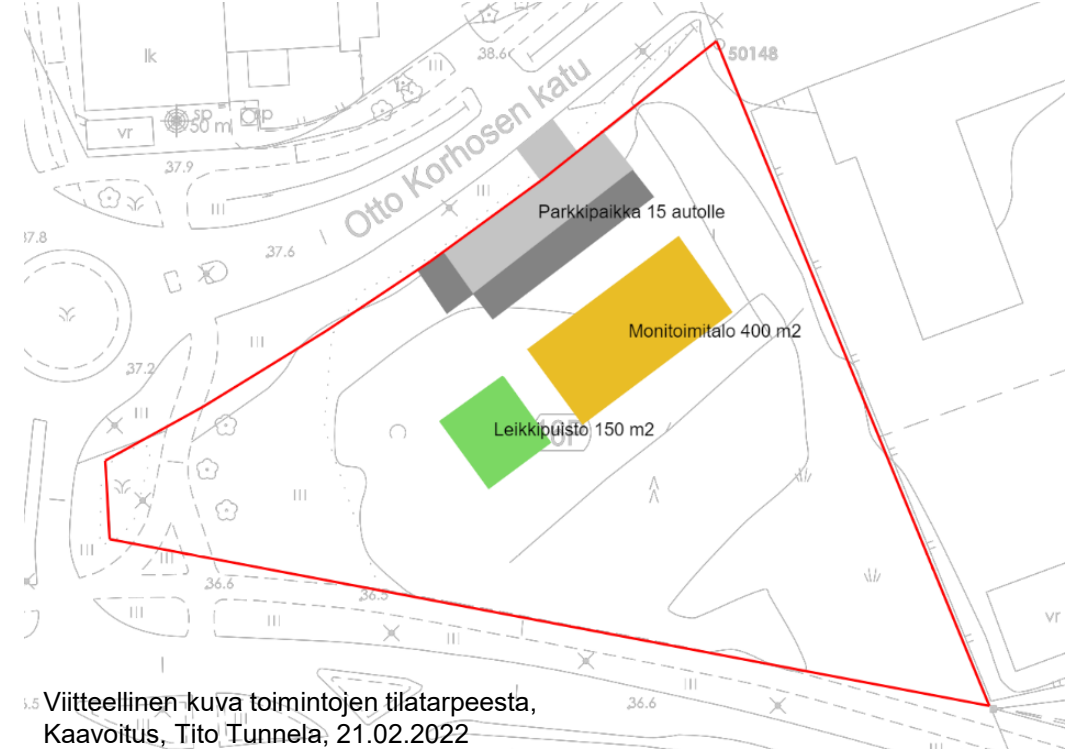 50148
38.6
lk
sp
p
50 m
vr
37.9
Otto Korhosen katu
Parkkipaikka 15 autolle
37.8
37.6
Monitoimitalo 400 m2
37.2
Leikkipuisto 150 m2
36.6
36.5
vr
36.6
Viitteellinen kuva toimintojen tilatarpeesta,
Kaavoitus, Tito Tunnela, 21.02.2022